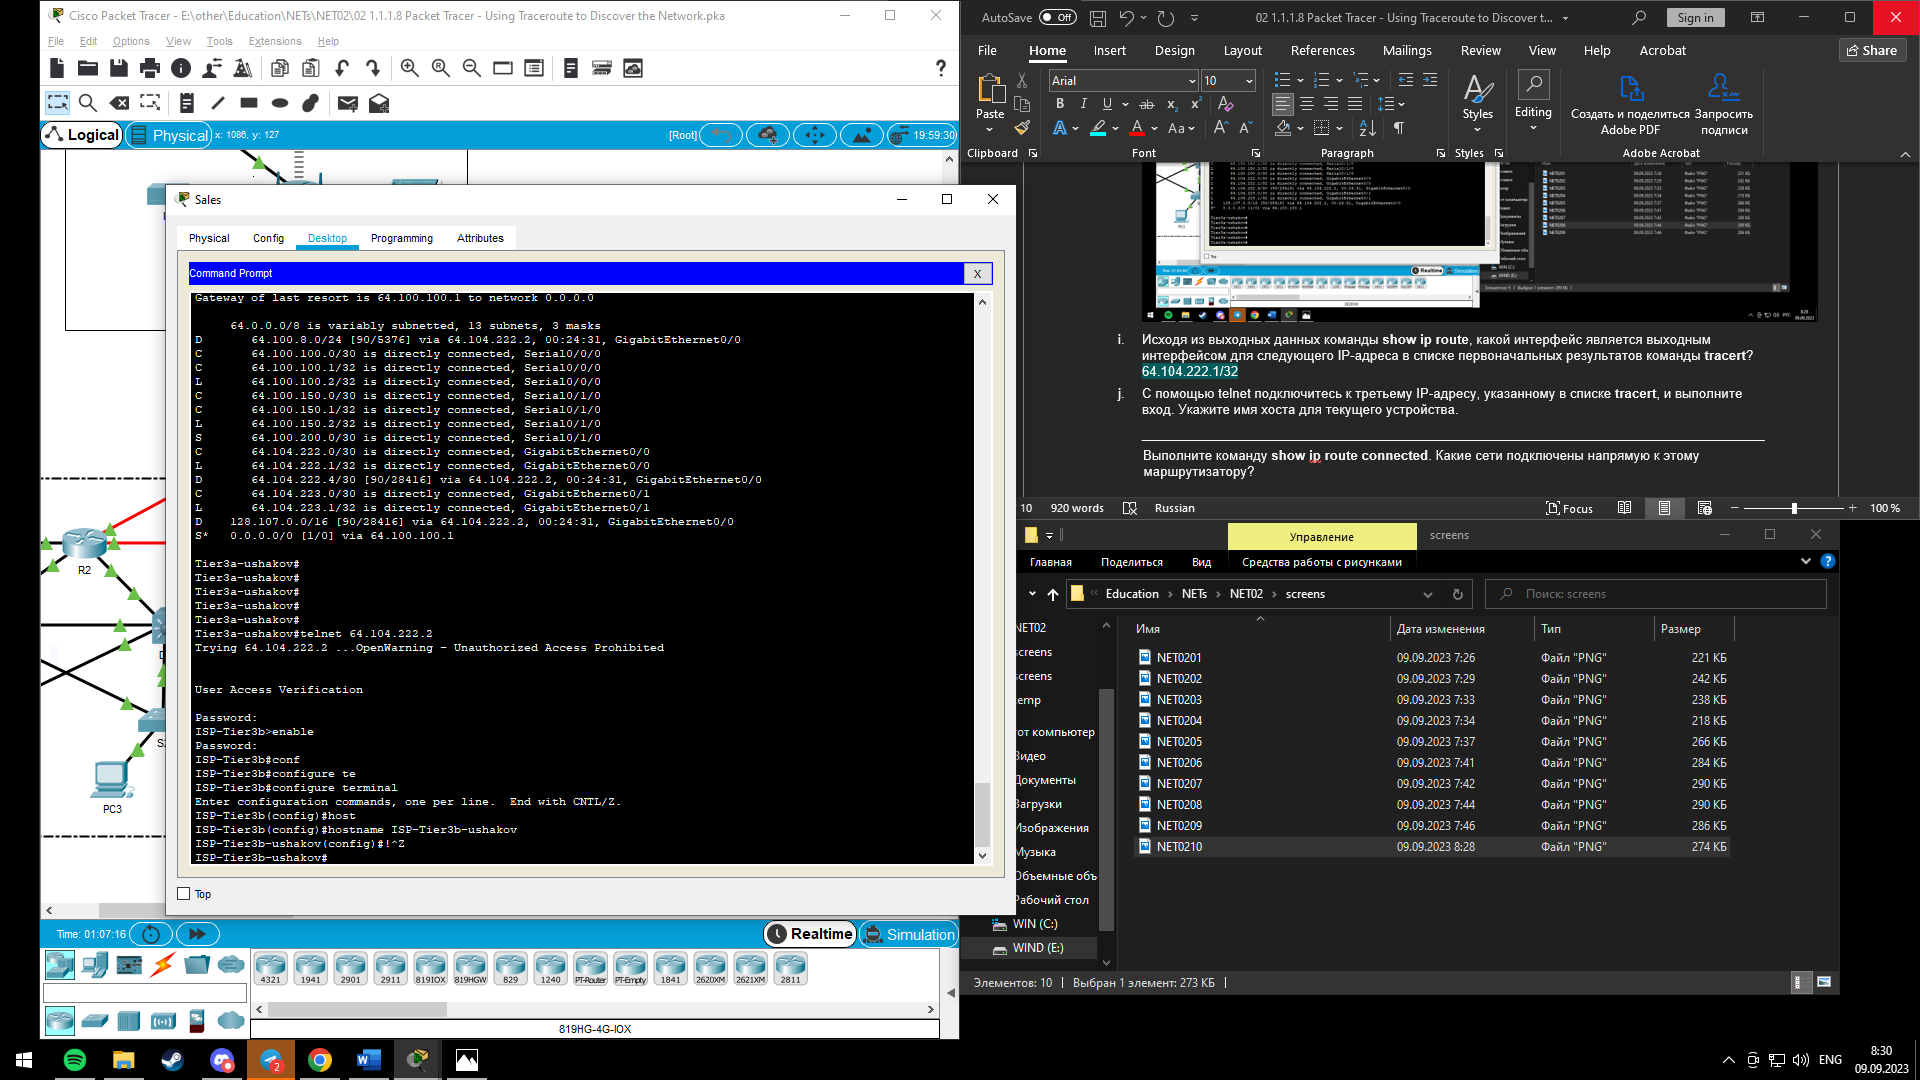 Cisco Packet Tracer - E:\other\Education\NETs\NET02\02 1.1.1.8 Packet Tracer - Using Traceroute to Discover the Network.pka
File Edit Options View Tools Extensions Help
Logical Physical x: 1086, y: 127 [Root] 19:59:30
R2
PC3
Sales
Physical Config Desktop Programming Attributes
Command Prompt X
Gateway of last resort is 64.100.100.1 to network 0.0.0.0
64.0.0.0/8 is variably subnetted, 13 subnets, 3 masks
D 64.100.8.0/24 [90/5376] via 64.104.222.2, 00:24:31, GigabitEthernet0/0
C 64.100.100.0/30 is directly connected, Serial0/0/0
C 64.100.100.1/32 is directly connected, Serial0/0/0
L 64.100.100.2/32 is directly connected, Serial0/0/0
C 64.100.150.0/30 is directly connected, Serial0/1/0
C 64.100.150.1/32 is directly connected, Serial0/1/0
L 64.100.150.2/32 is directly connected, Serial0/1/0
S 64.100.200.0/30 is directly connected, Serial0/1/0
C 64.104.222.0/30 is directly connected, GigabitEthernet0/0
L 64.104.222.1/32 is directly connected, GigabitEthernet0/0
D 64.104.222.4/30 [90/28416] via 64.104.222.2, 00:24:31, GigabitEthernet0/0
C 64.104.223.0/30 is directly connected, GigabitEthernet0/1
L 64.104.223.1/32 is directly connected, GigabitEthernet0/1
D 128.107.0.0/16 [90/28416] via 64.104.222.2, 00:24:31, GigabitEthernet0/0
S* 0.0.0.0/0 [1/0] via 64.100.100.1
Tier3a-ushakov#
Tier3a-ushakov#
Tier3a-ushakov#
Tier3a-ushakov#
Tier3a-ushakov#
Tier3a-ushakov#telnet 64.104.222.2
Trying 64.104.222.2 ...OpenWarning - Unauthorized Access Prohibited
User Access Verification
Password:
ISP-Tier3b>enable
Password:
ISP-Tier3b#conf
ISP-Tier3b#configure te
ISP-Tier3b#configure terminal
Enter configuration commands, one per line. End with CNTL/Z.
ISP-Tier3b(config)#host
ISP-Tier3b(config)#hostname ISP-Tier3b-ushakov
ISP-Tier3b-ushakov(config)#!^Z
ISP-Tier3b-ushakov#
Top
Time: 01:07:16 Realtime Simulation
4321 1941 2901 2911 819IOX 819HGW 829 1240 PT-Router PT-Empty 1841 2620XM 2621XM 2811
819HG-4G-IOX
AutoSave Off 02 1.1.1.8 Packet Tracer - Using Traceroute to Discover t... Sign in
File Home Insert Design Layout References Mailings Review View Help Acrobat Share
Paste Arial 10 Styles Editing Создать и поделиться Adobe PDF Запросить подписи
Clipboard Font Paragraph Styles Adobe Acrobat
i. Исходя из выходных данных команды show ip route, какой интерфейс является выходным
интерфейсом для следующего IP-адреса в списке первоначальных результатов команды tracert?
64.104.222.1/32
j. С помощью telnet подключитесь к третьему IP-адресу, указанному в списке tracert, и выполните
вход. Укажите имя хоста для текущего устройства.
Выполните команду show ip route connected. Какие сети подключены напрямую к этому
маршрутизатору?
10 920 words Russian Focus 100 %
Управление screens
Главная Поделиться Вид Средства работы с рисунками
Education NETs NET02 screens Поиск: screens
Имя Дата изменения Тип Размер
NET0201 09.09.2023 7:26 Файл "PNG" 221 КБ
NET0202 09.09.2023 7:29 Файл "PNG" 242 КБ
NET0203 09.09.2023 7:33 Файл "PNG" 238 КБ
NET0204 09.09.2023 7:34 Файл "PNG" 218 КБ
NET0205 09.09.2023 7:37 Файл "PNG" 266 КБ
NET0206 09.09.2023 7:41 Файл "PNG" 284 КБ
NET0207 09.09.2023 7:42 Файл "PNG" 290 КБ
NET0208 09.09.2023 7:44 Файл "PNG" 290 КБ
NET0209 09.09.2023 7:46 Файл "PNG" 286 КБ
NET0210 09.09.2023 8:28 Файл "PNG" 274 КБ
NET02
screens
screens
temp
от компьютер
Видео
Документы
Загрузки
Изображения
Музыка
Объемные объ
Рабочий стол
WIN (C:)
WIND (E:)
Элементов: 10 Выбран 1 элемент: 273 КБ
2
ENG 8:30
09.09.2023